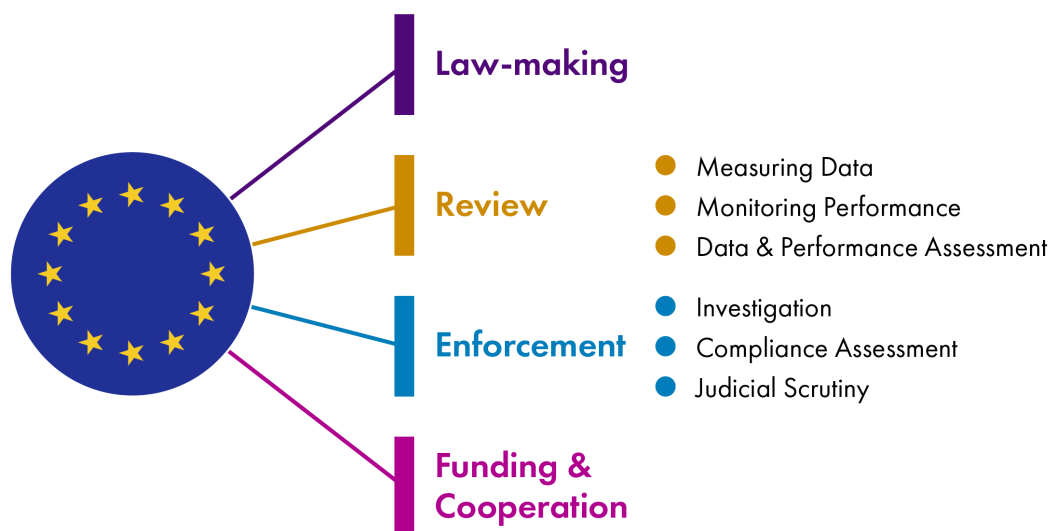 Law-making
Review
Measuring Data
Monitoring Performance
Data & Performance Assessment
Enforcement
Investigation
Compliance Assessment
Judicial Scrutiny
Funding &
Cooperation